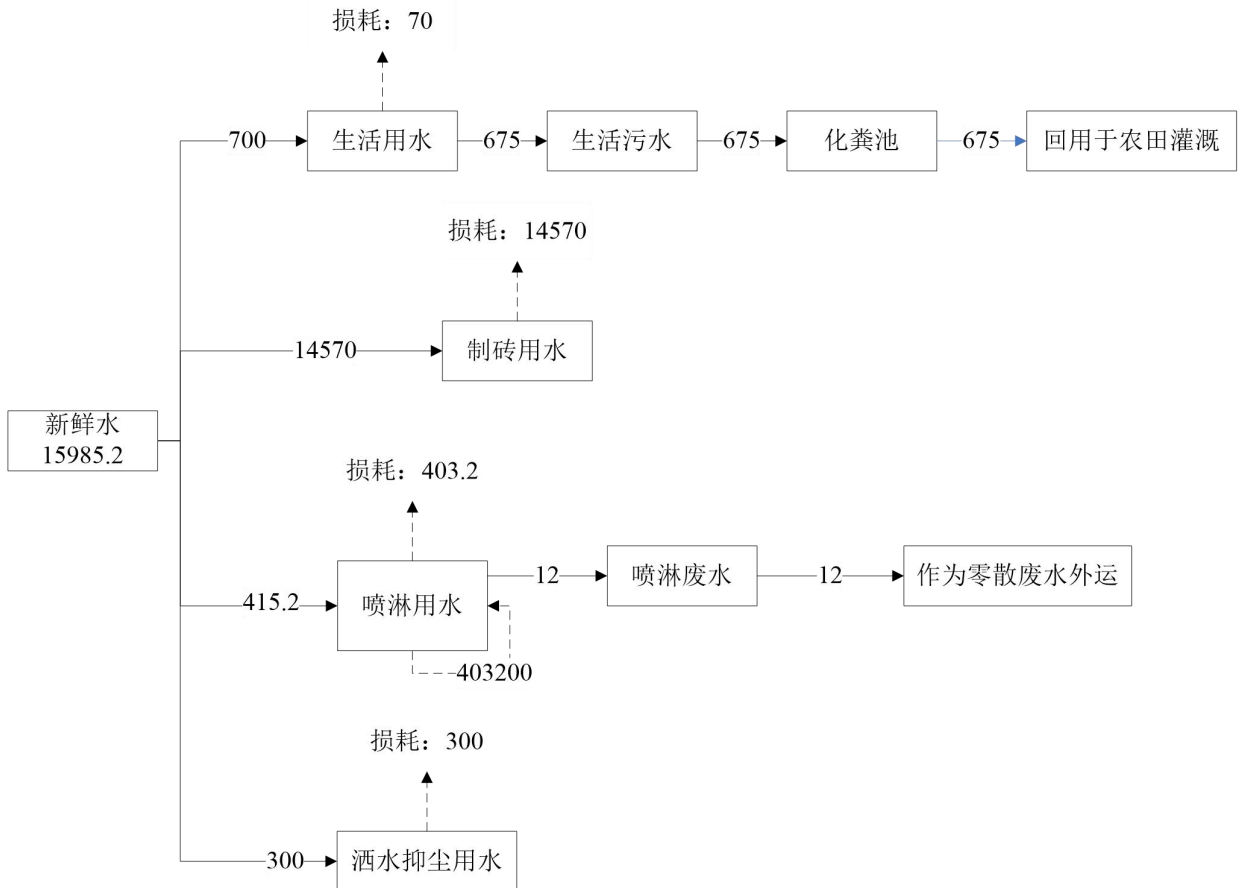 损耗：70
700
生活用水
675
生活污水
675
化粪池
675
回用于农田灌溉
损耗：14570
14570
制砖用水
新鲜水
15985.2
损耗：403.2
415.2
喷淋用水
12
喷淋废水
12
作为零散废水外运
403200
损耗：300
300
洒水抑尘用水